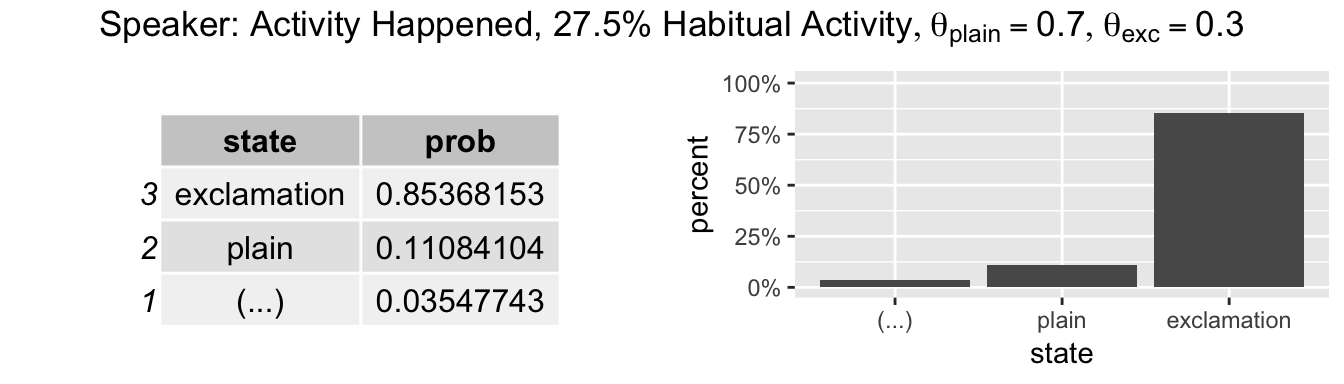 Speaker: Activity Happened, 27.5% Habitual Activity, θplain = 0.7, θexc = 0.3
state prob
3 exclamation 0.85368153
2 plain 0.11084104
1 (...) 0.03547743
percent
100%
75%
50%
25%
0%
(...) plain exclamation
state